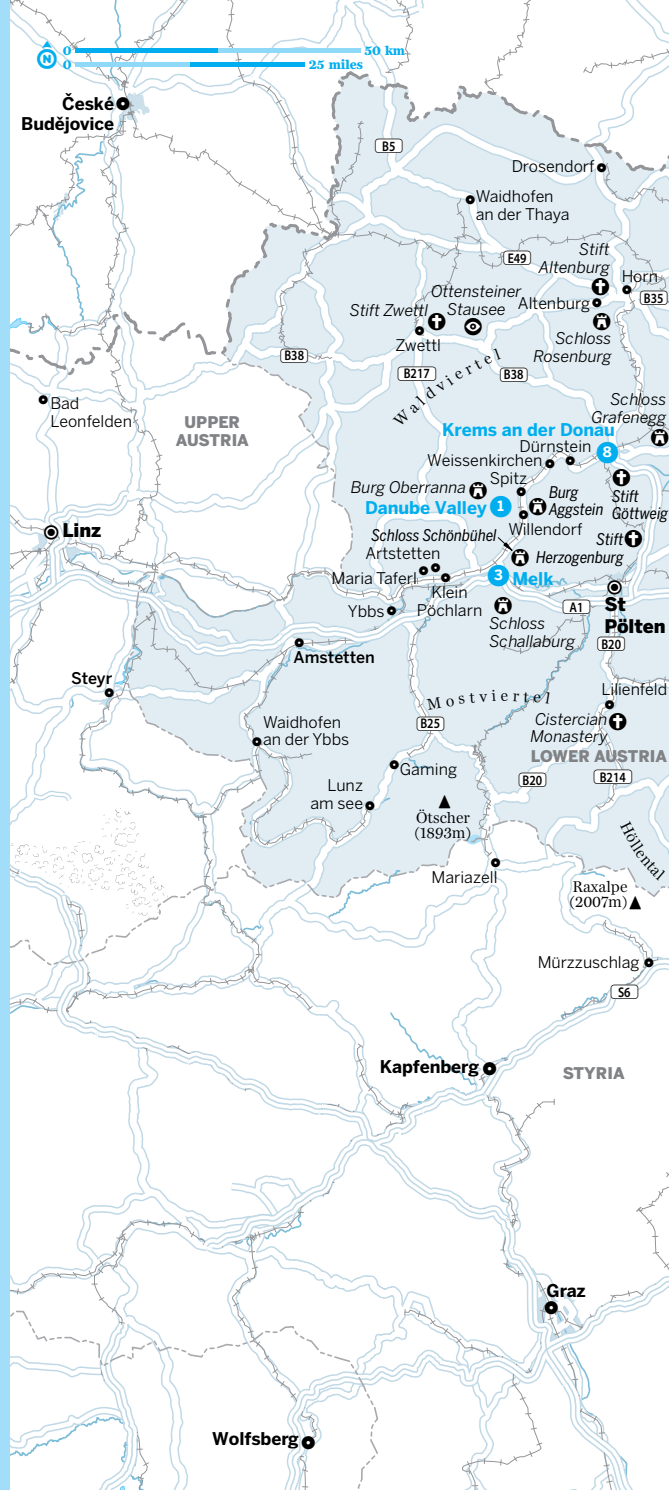 0
50 km
N
0
25 miles
České
Budějovice
B5
Drosendorf
Waidhofen
an der Thaya
E49
Stift
Altenburg
Horn
B35
Ottensteiner
Stausee
Stift Zwettl
Altenburg
Zwettl
Schloss
Rosenburg
B38
B217
B38
Waldviertel
Bad
Leonfelden
UPPER
AUSTRIA
Schloss
Grafenegg
Krems an der Donau
8
Dürnstein
Weissenkirchen
Spitz
Burg Oberranna
Burg
Aggstein
Stift
Göttweig
Danube Valley
1
Willendorf
Linz
Schloss Schönbühel
Stift
Herzogenburg
Artstetten
Maria Taferl
3
Melk
Klein
Pöchlarn
Ybbs
A1
St
Pölten
Schloss
Schallaburg
B20
Amstetten
Steyr
Mostviertel
Lilienfeld
B25
Cistercian
Monastery
Waidhofen
an der Ybbs
LOWER AUSTRIA
Gaming
B20
B214
Lunz
am see
Ötscher
(1893m)
Höllental
Mariazell
Raxalpe
(2007m)
Mürzzuschlag
S6
Kapfenberg
STYRIA
Graz
Wolfsberg